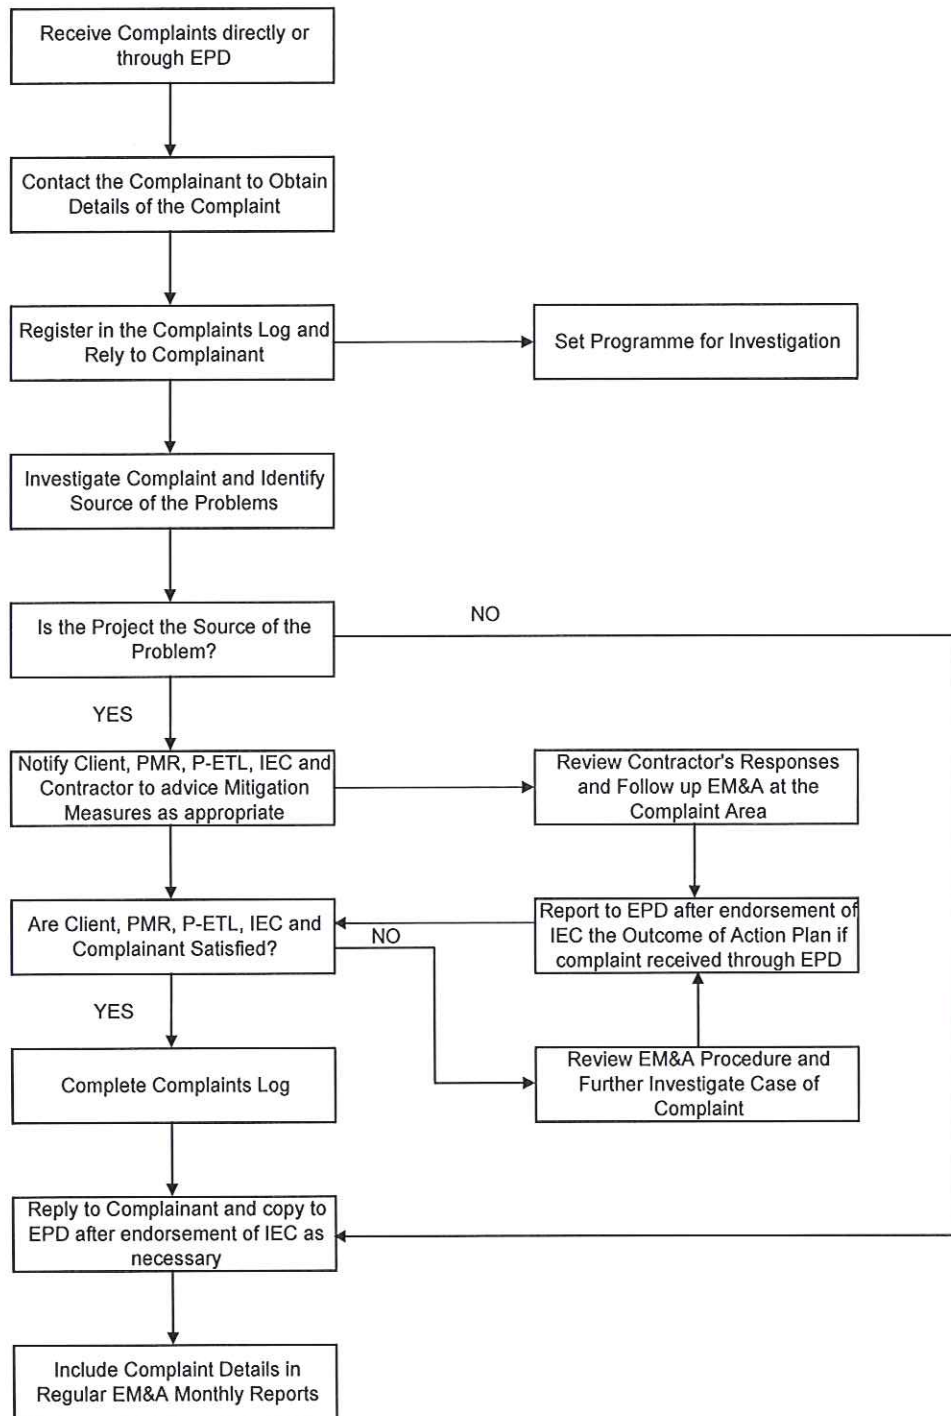 Receive Complaints directly or
through EPD
Contact the Complainant to Obtain
Details of the Complaint
Register in the Complaints Log and
Rely to Complainant
Set Programme for Investigation
Investigate Complaint and Identify
Source of the Problems
Is the Project the Source of the
Problem?
NO
YES
Notify Client, PMR, P-ETL, IEC and
Contractor to advice Mitigation
Measures as appropriate
Review Contractor's Responses
and Follow up EM&A at the
Complaint Area
Are Client, PMR, P-ETL, IEC and
Complainant Satisfied?
NO
Report to EPD after endorsement of
IEC the Outcome of Action Plan if
complaint received through EPD
YES
Complete Complaints Log
Review EM&A Procedure and
Further Investigate Case of
Complaint
Reply to Complainant and copy to
EPD after endorsement of IEC as
necessary
Include Complaint Details in
Regular EM&A Monthly Reports